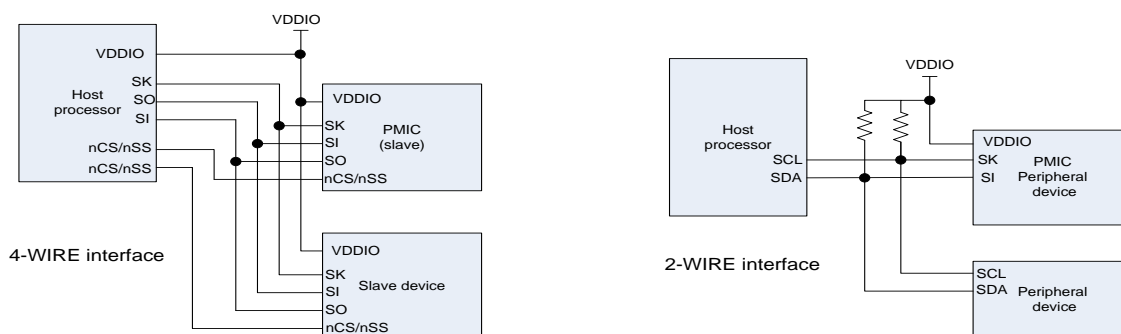 VDDIO
VDDIO
Host
processor
SK
SO
SI
nCS/nSS
nCS/nSS
VDDIO
SK
SI
SO
nCS/nSS
PMIC
(slave)
4-WIRE interface
VDDIO
SK
SI
SO
nCS/nSS
Slave device
VDDIO
Host
processor
SCL
SDA
VDDIO
SK
SI
PMIC
Peripheral
device
2-WIRE interface
SCL
SDA
Peripheral
device